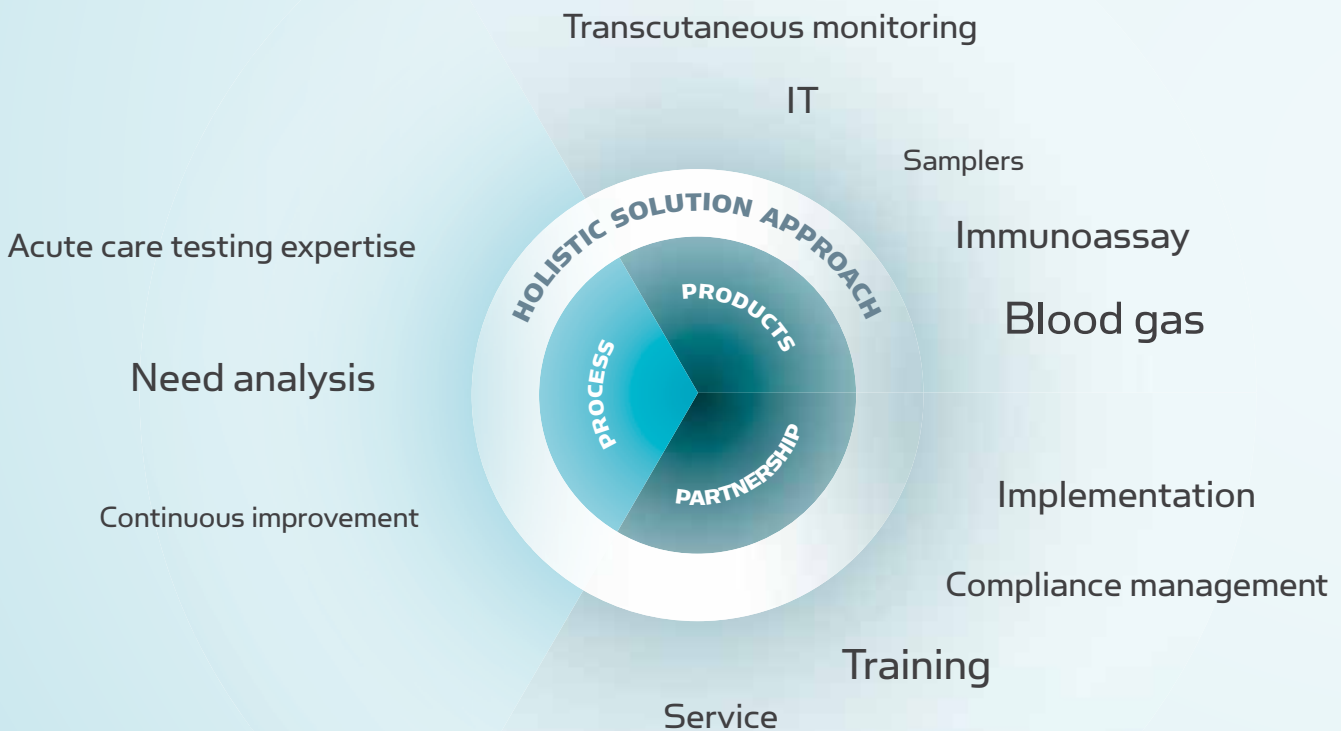 Transcutaneous monitoring
IT
Samplers
Immunoassay
Blood gas
HOLISTIC SOLUTION APPROACH
PRODUCTS
PROCESS
PARTNERSHIP
Acute care testing expertise
Need analysis
Continuous improvement
Implementation
Compliance management
Training
Service